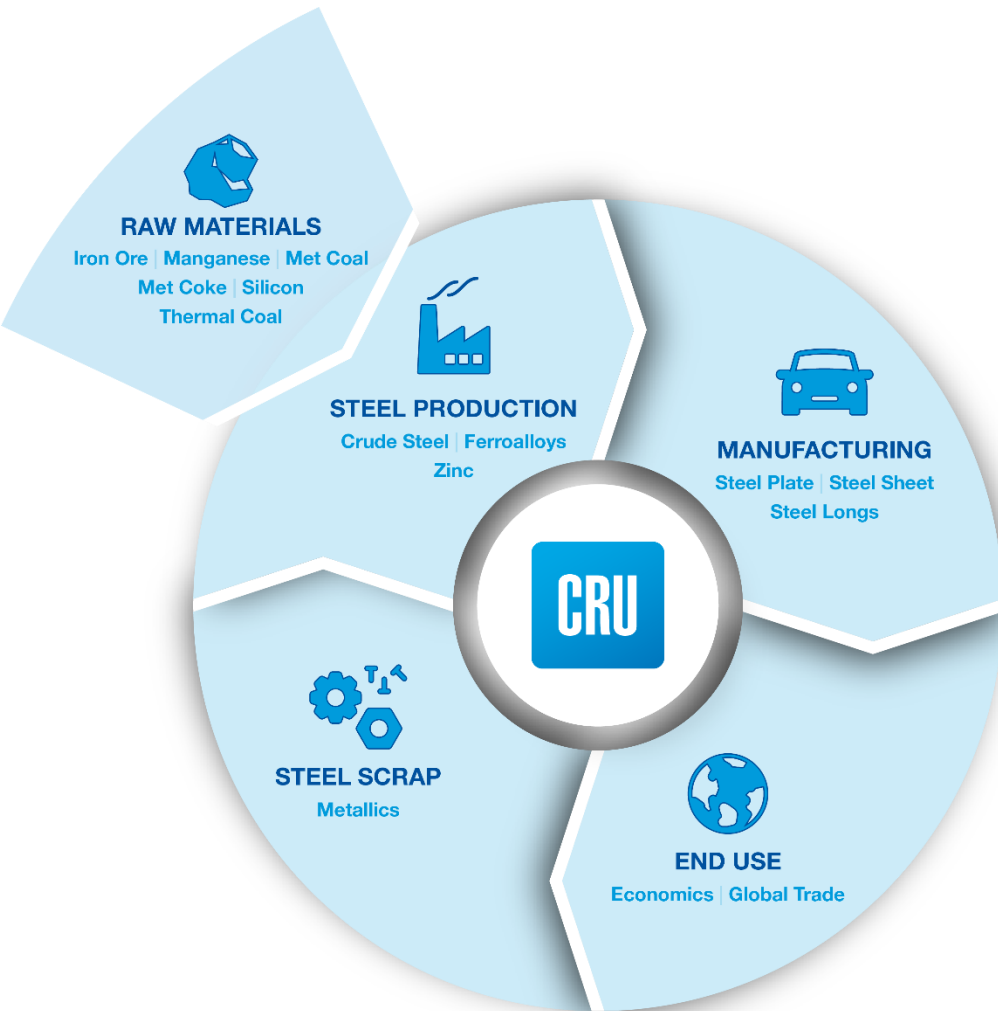 RAW MATERIALS
Iron Ore | Manganese | Met Coal
Met Coke | Silicon
Thermal Coal
STEEL PRODUCTION
Crude Steel | Ferroalloys
Zinc
MANUFACTURING
Steel Plate | Steel Sheet
Steel Longs
CRU
STEEL SCRAP
Metallics
END USE
Economics | Global Trade